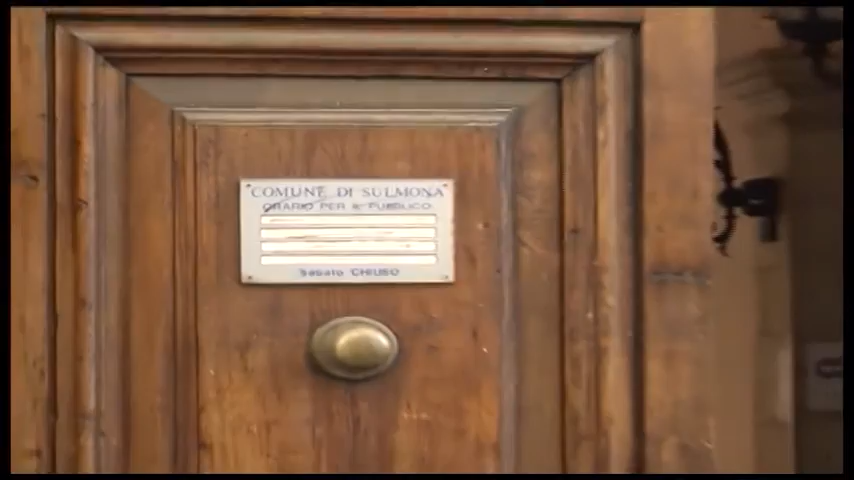 COMUNE DI SULMONA
ORARIO PER IL PUBBLICO
Sabato CHIUSO